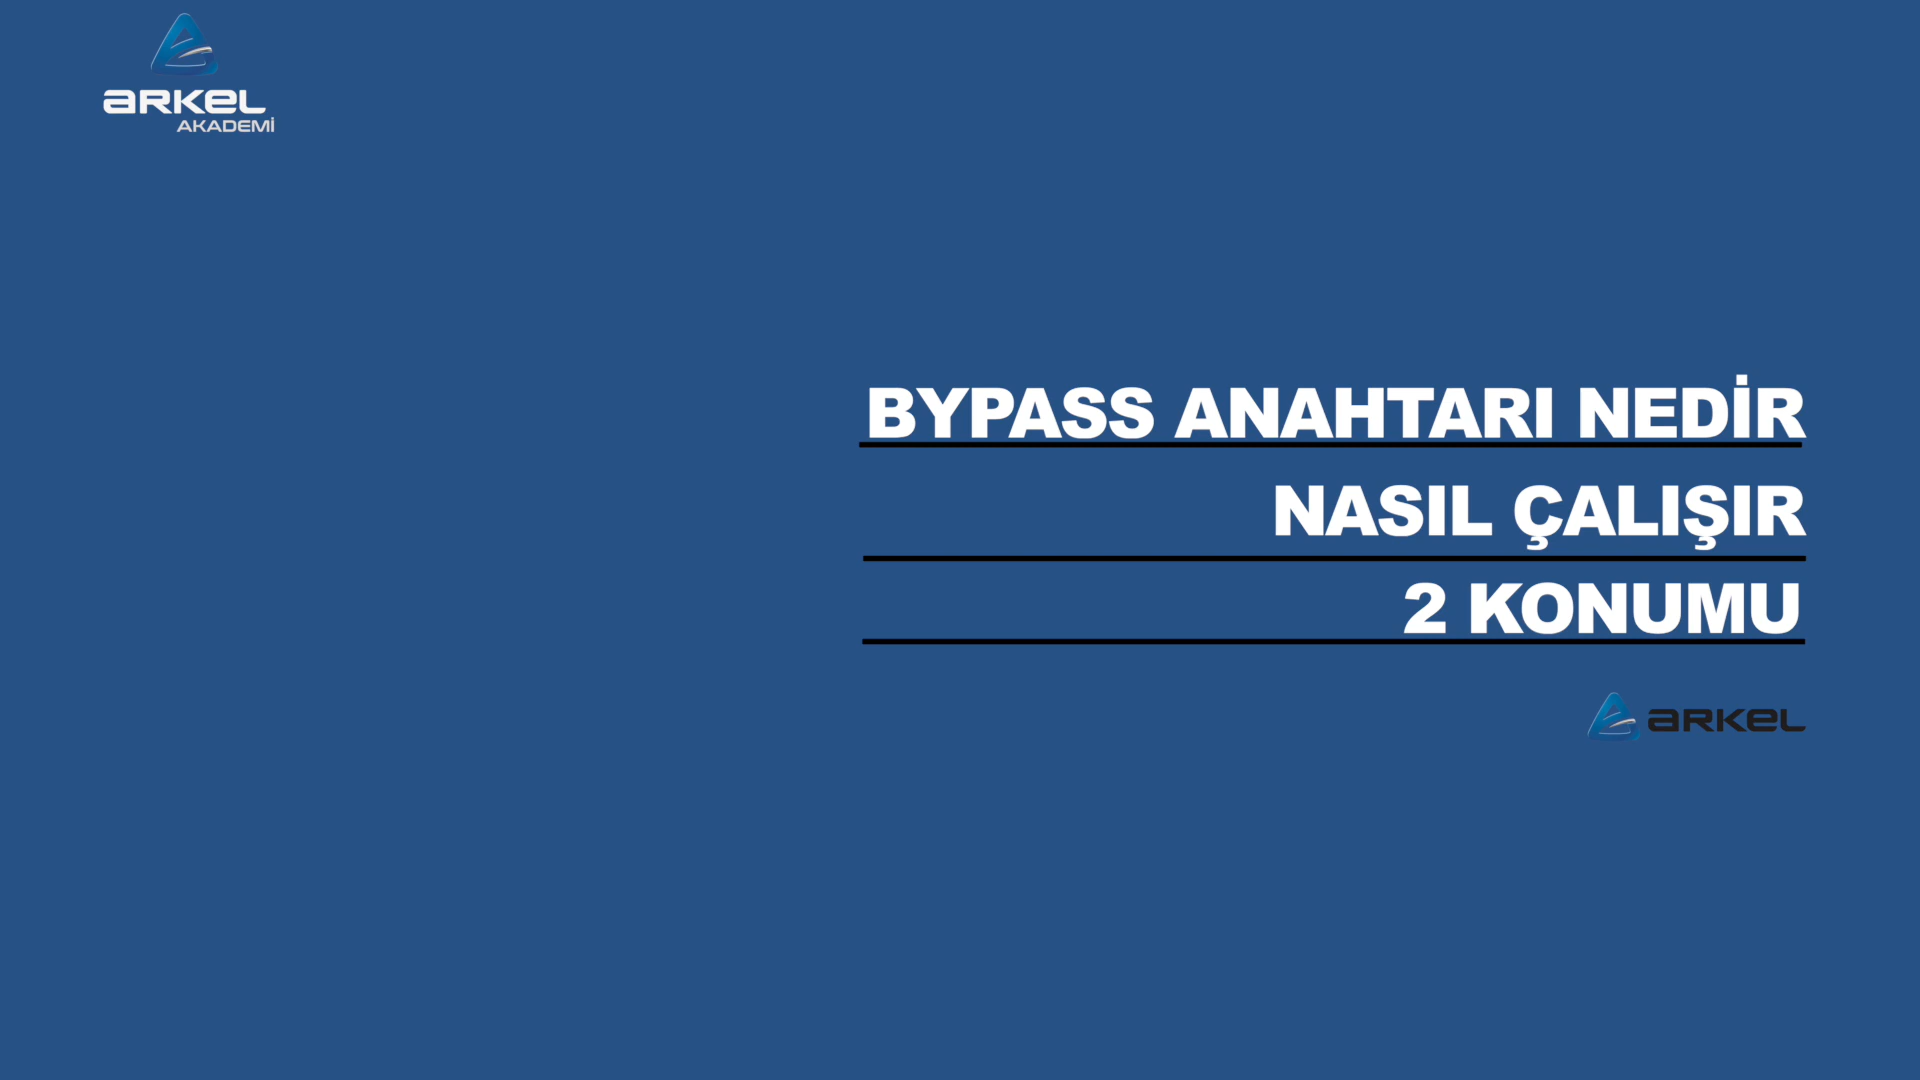 ARKEL
AKADEMİ
BYPASS ANAHTARI NEDİR
NASIL ÇALIŞIR
2 KONUMU
ARKEL